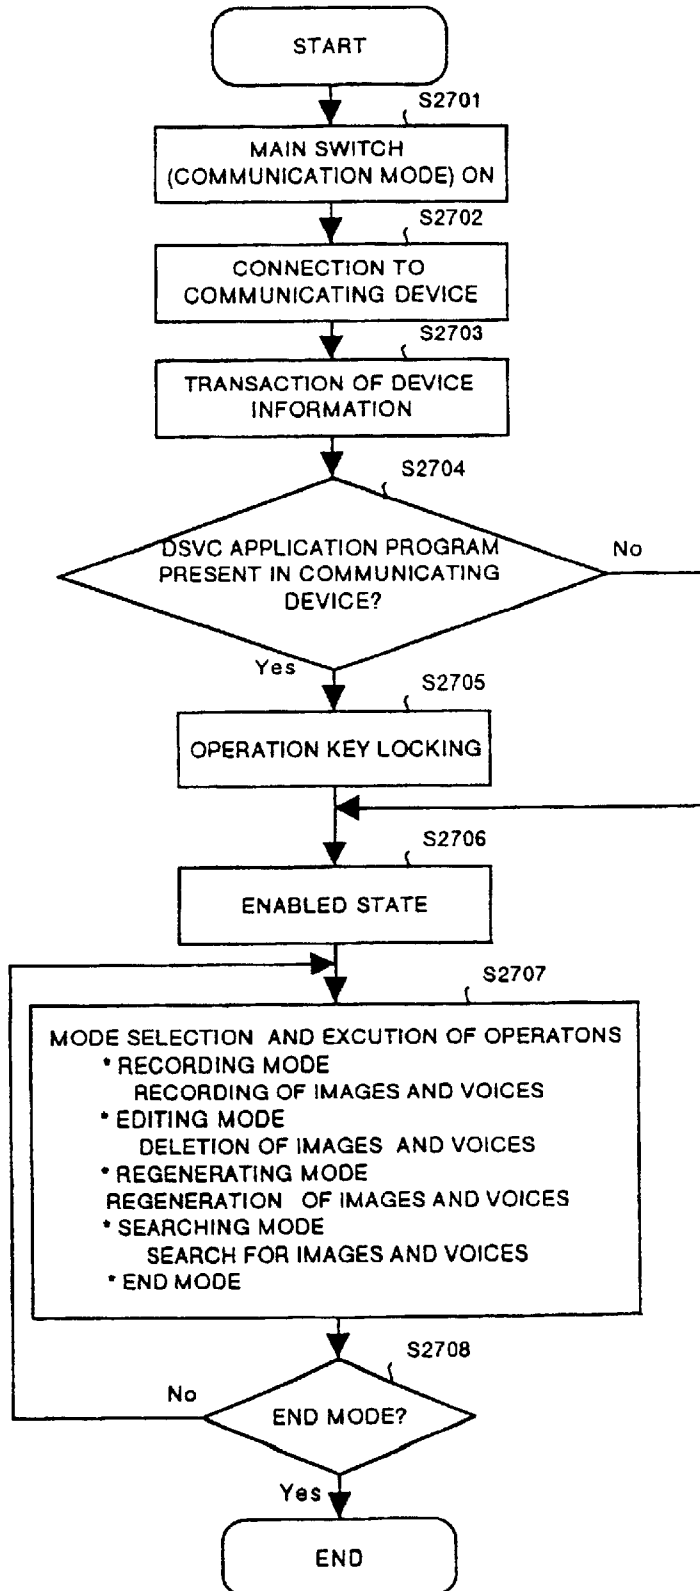 START
S2701
MAIN SWITCH
(COMMUNICATION MODE) ON
S2702
CONNECTION TO
COMMUNICATING DEVICE
S2703
TRANSACTION OF DEVICE
INFORMATION
S2704
DSVC APPLICATION PROGRAM
PRESENT IN COMMUNICATING
DEVICE?
No
Yes
S2705
OPERATION KEY LOCKING
S2706
ENABLED STATE
S2707
MODE SELECTION AND EXCUTION OF OPERATONS
* RECORDING MODE
RECORDING OF IMAGES AND VOICES
* EDITING MODE
DELETION OF IMAGES AND VOICES
* REGENERATING MODE
REGENERATION OF IMAGES AND VOICES
* SEARCHING MODE
SEARCH FOR IMAGES AND VOICES
* END MODE
S2708
No
END MODE?
Yes
END